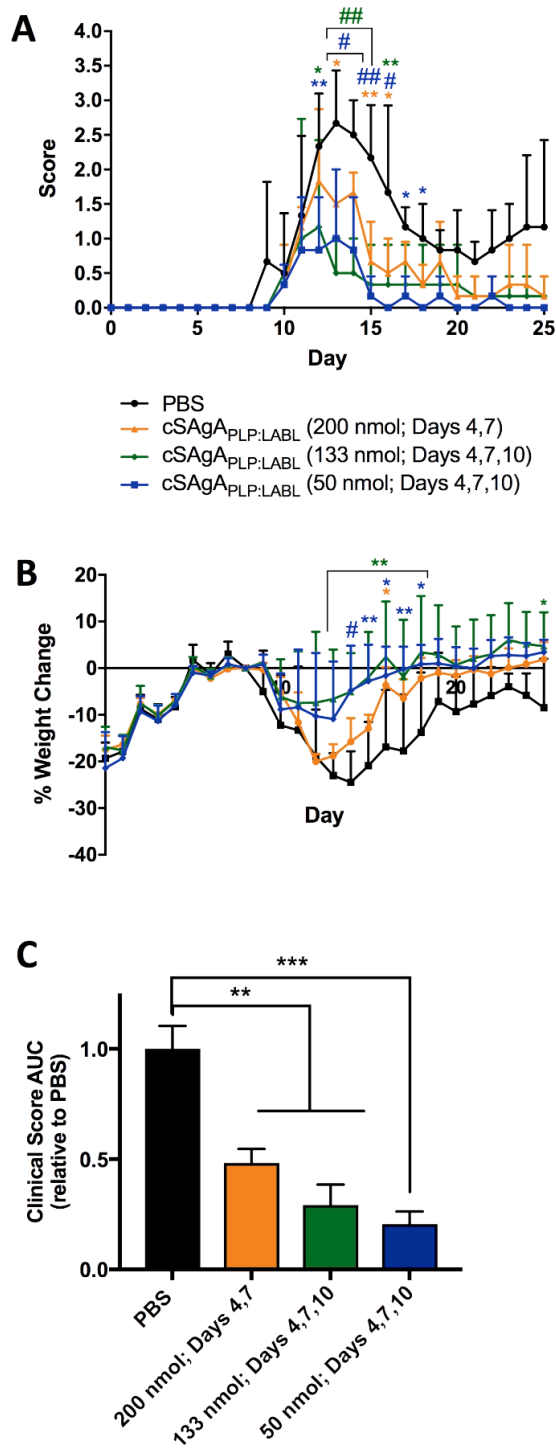 A
##
#
* * ## **
** ** #
*
* *
4.0
3.5
3.0
2.5
2.0
1.5
1.0
0.5
0.0
Score
0 5 10 15 20 25
Day
PBS
cSAgA PLP:LABL (200 nmol; Days 4,7)
cSAgA PLP:LABL (133 nmol; Days 4,7,10)
cSAgA PLP:LABL (50 nmol; Days 4,7,10)
B
**
* *
* ** **
# *
20
10
0
-10
-20
-30
-40
% Weight Change
10 20
Day
C
***
**
1.0
0.5
0.0
Clinical Score AUC
(relative to PBS)
PBS
200 nmol; Days 4,7
133 nmol; Days 4,7,10
50 nmol; Days 4,7,10